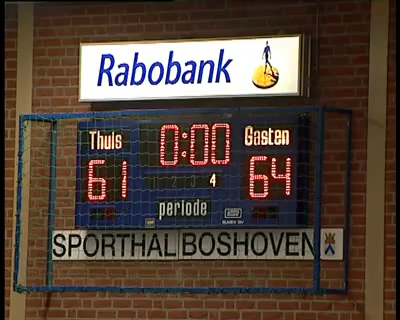 Rabobank
Thuis 0:00 Gasten
61 4 64
periode
SPORTHAL BOSHOVEN